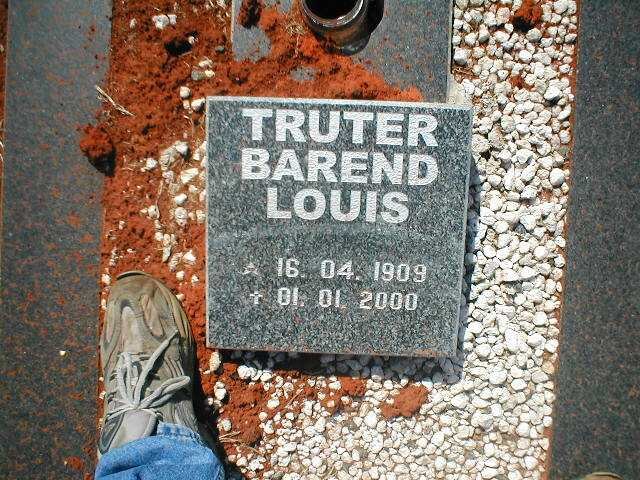 TRUTER
BAREND
LOUIS
☆ 16. 04. 1909
✝ 01. 01. 2000